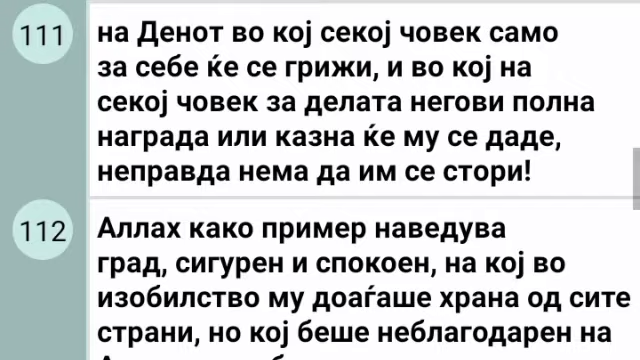 111
на Денот во кој секој човек само
за себе ќе се грижи, и во кој на
секој човек за делата негови полна
награда или казна ќе му се даде,
неправда нема да им се стори!
112
Аллах како пример наведува
град, сигурен и спокоен, на кој во
изобилство му доаѓаше храна од сите
страни, но кој беше неблагодарен на